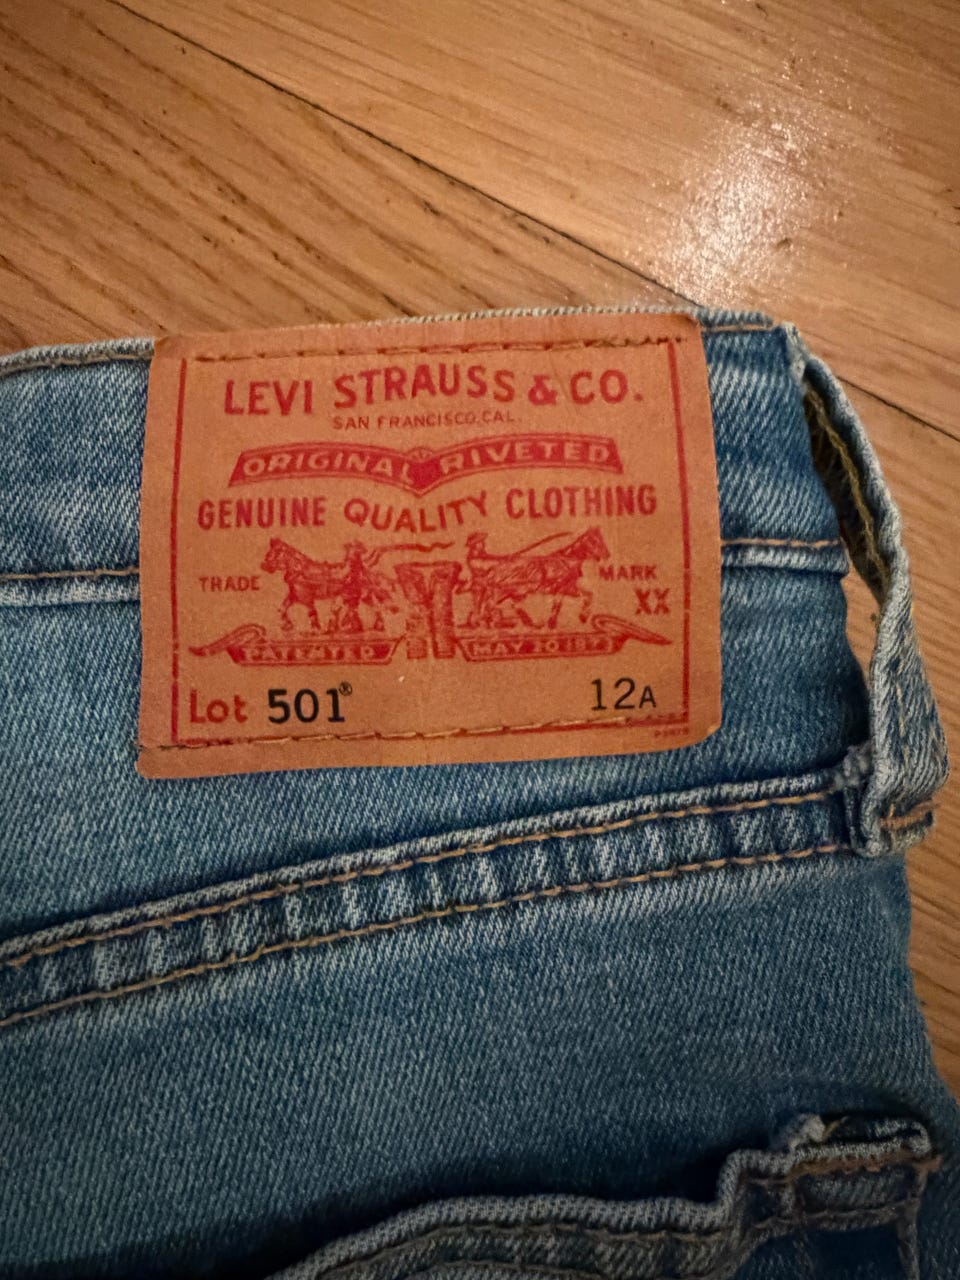 LEVI STRAUSS & CO.
SAN FRANCISCO, CAL.
ORIGINAL RIVETED
GENUINE QUALITY CLOTHING
TRADE MARK
XX
PATENTED MAY 20 1873
Lot 501® 12A